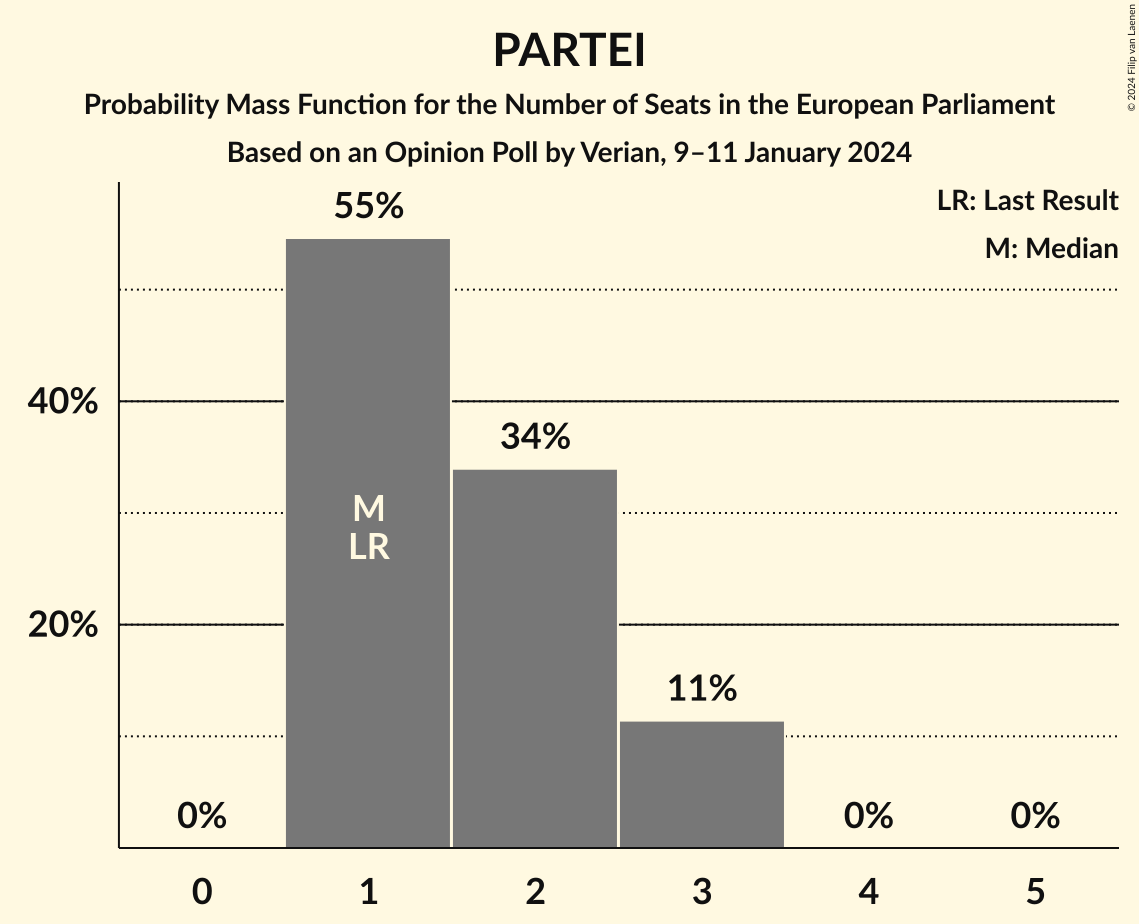 PARTEI
Probability Mass Function for the Number of Seats in the European Parliament
Based on an Opinion Poll by Verian, 9–11 January 2024
© 2024 Filip van Laenen
LR: Last Result
M: Median
55%
40%
34%
M
LR
20%
11%
0%
0%
0%
0
1
2
3
4
5